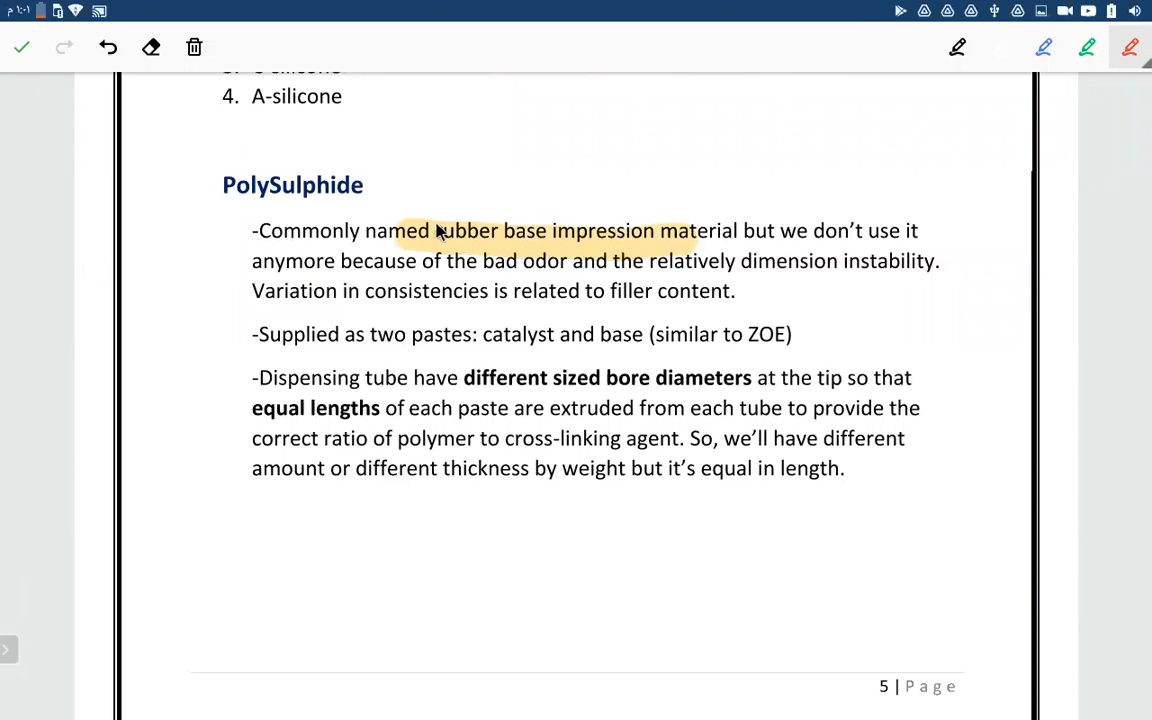 م ١:٠١
4. A-silicone
PolySulphide
-Commonly named rubber base impression material but we don’t use it
anymore because of the bad odor and the relatively dimension instability.
Variation in consistencies is related to filler content.
-Supplied as two pastes: catalyst and base (similar to ZOE)
-Dispensing tube have different sized bore diameters at the tip so that
equal lengths of each paste are extruded from each tube to provide the
correct ratio of polymer to cross-linking agent. So, we’ll have different
amount or different thickness by weight but it’s equal in length.
5 | Page